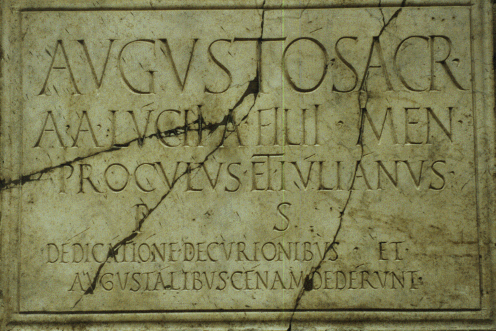 AVGVSTO·SACR·
A·A·LVCII·A·FILII·MEN·
PROCVLVS·ET·IVLIANVS·
P S
DEDICATIONE·DECVRIONIBVS·ET·
AVGVSTALIBVS·CENAM·DEDERVNT·